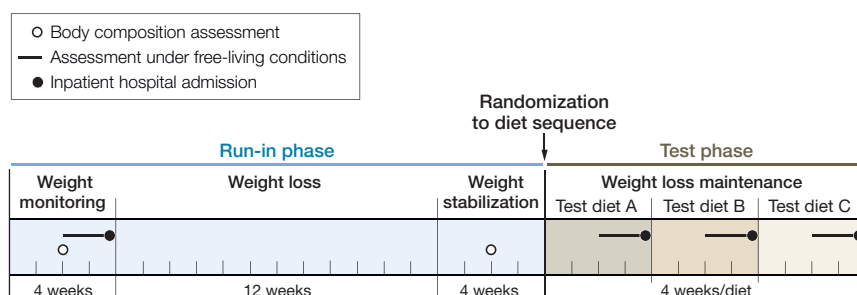 Body composition assessment
Assessment under free-living conditions
Inpatient hospital admission
Randomization
to diet sequence
Run-in phase
Test phase
Weight
monitoring
Weight loss
Weight
stabilization
Weight loss maintenance
Test diet A
Test diet B
Test diet C
4 weeks
12 weeks
4 weeks
4 weeks/diet